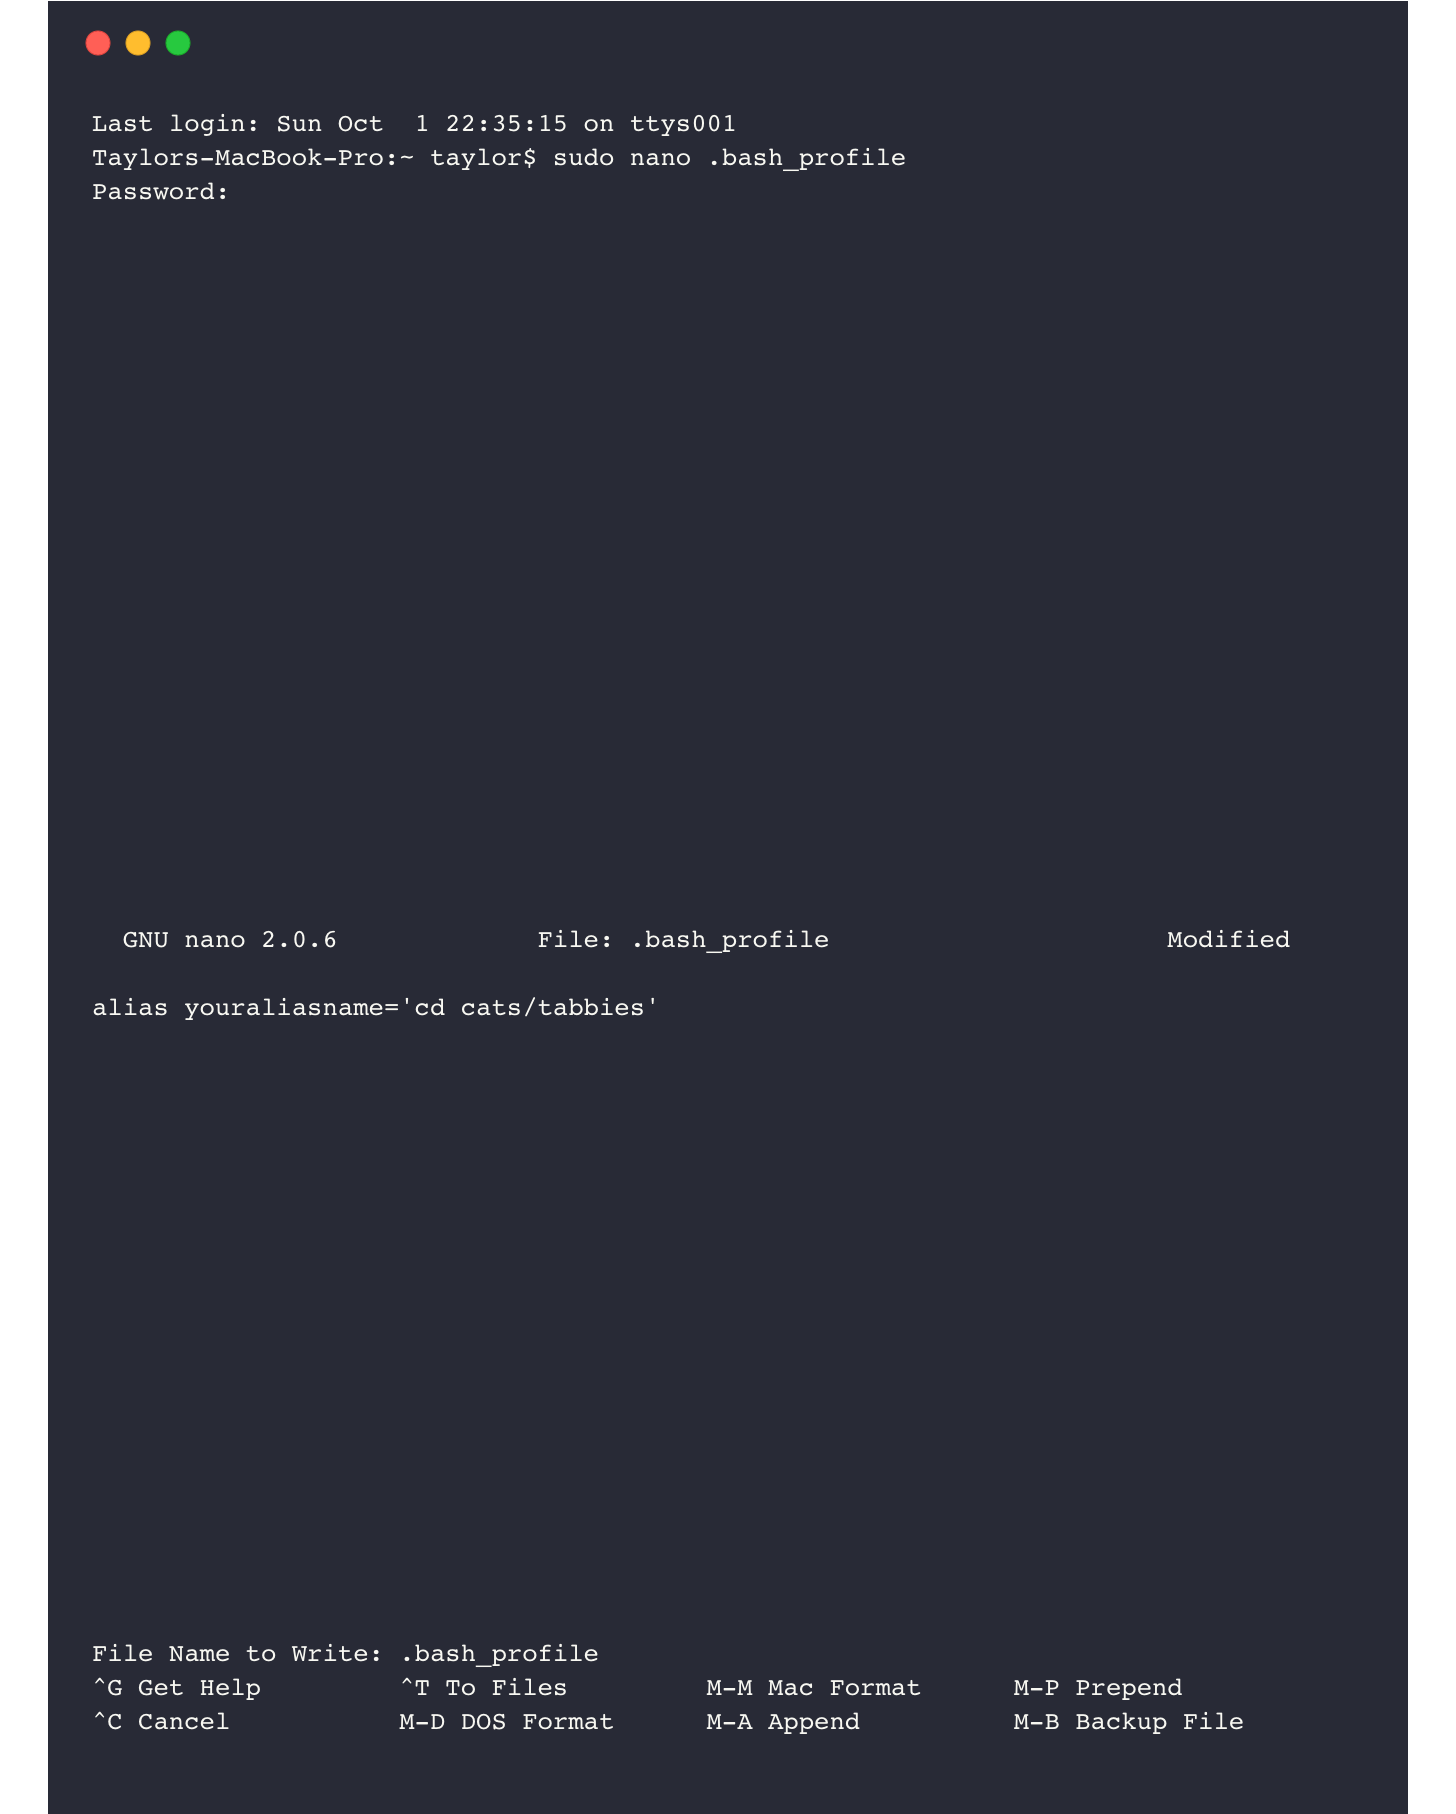 Last login: Sun Oct  1 22:35:15 on ttys001
Taylors-MacBook-Pro:~ taylor$ sudo nano .bash_profile
Password:
  GNU nano 2.0.6             File: .bash_profile                      Modified
alias youraliasname='cd cats/tabbies'
File Name to Write: .bash_profile
^G Get Help         ^T To Files         M-M Mac Format      M-P Prepend
^C Cancel           M-D DOS Format      M-A Append          M-B Backup File